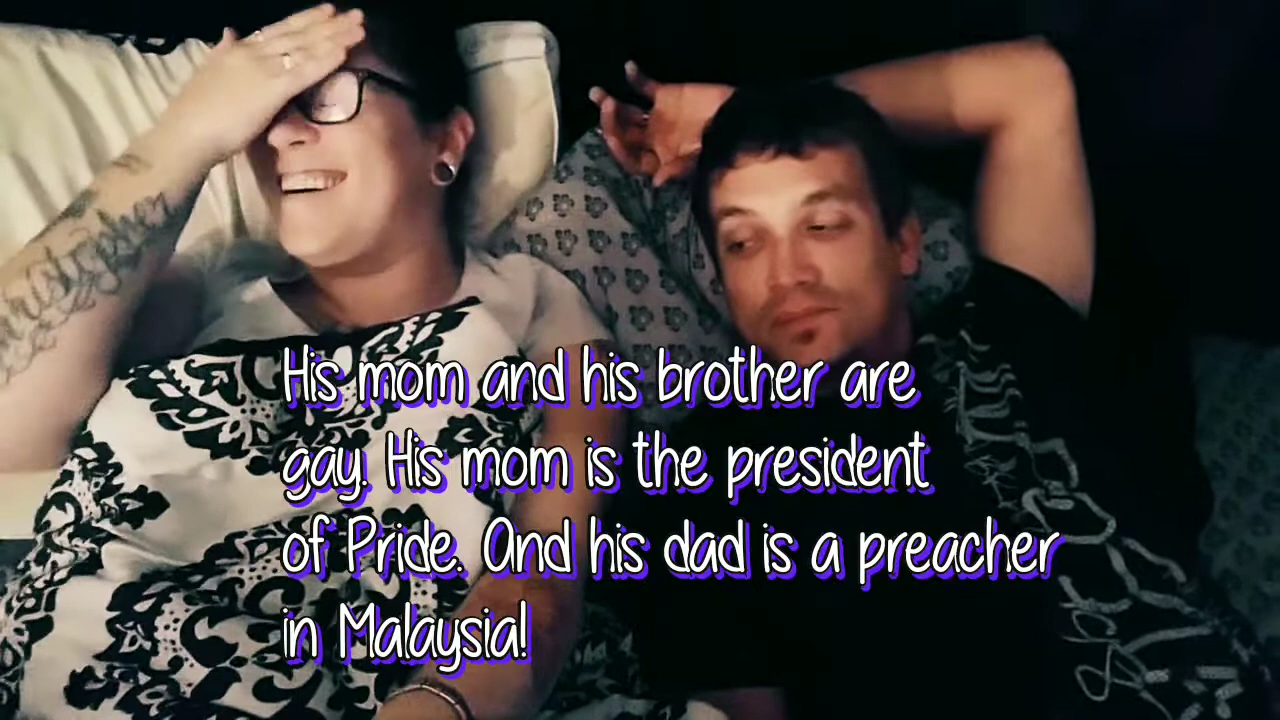 His mom and his brother are
gay. His mom is the president
of Pride. And his dad is a preacher
in Malaysia!